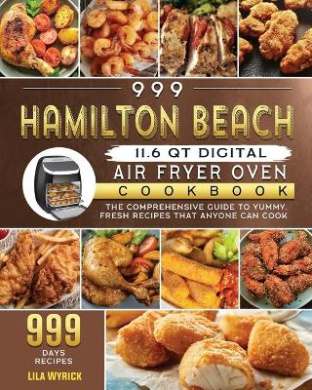 999
HAMILTON BEACH
11.6 QT DIGITAL
AIR FRYER OVEN
COOKBOOK
THE COMPREHENSIVE GUIDE TO YUMMY,
FRESH RECIPES THAT ANYONE CAN COOK
999
DAYS
RECIPES
LILA WYRICK